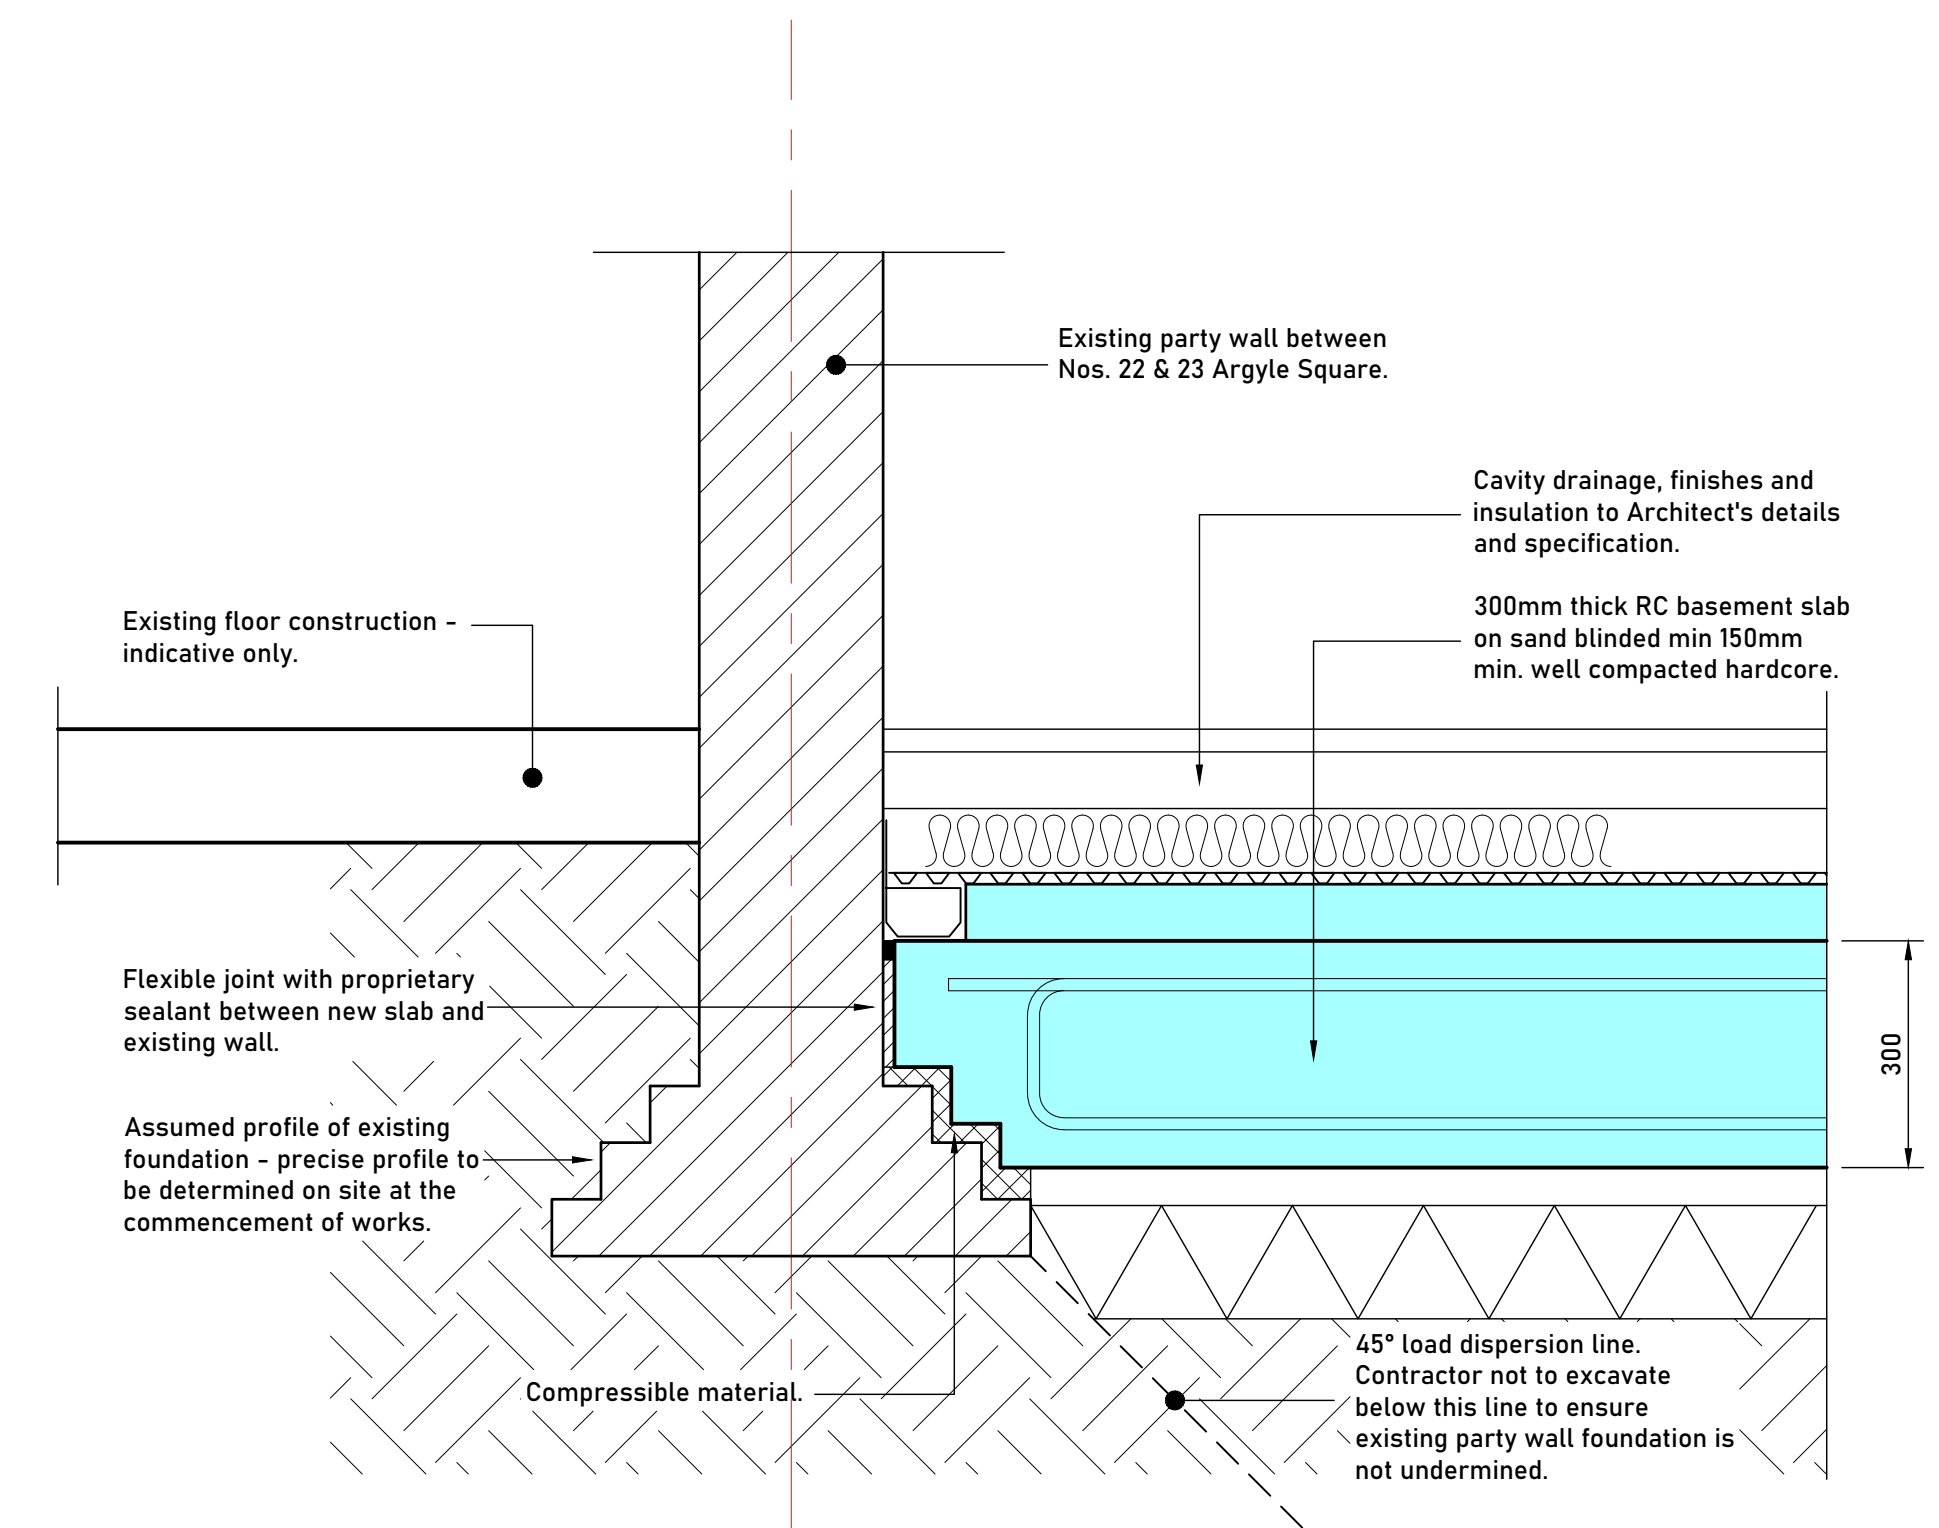 Existing party wall between
Nos. 22 & 23 Argyle Square.
Cavity drainage, finishes and
insulation to Architect's details
and specification.
300mm thick RC basement slab
on sand blinded min 150mm
min. well compacted hardcore.
Existing floor construction -
indicative only.
Flexible joint with proprietary
sealant between new slab and
existing wall.
300
Assumed profile of existing
foundation - precise profile to
be determined on site at the
commencement of works.
Compressible material.
45° load dispersion line.
Contractor not to excavate
below this line to ensure
existing party wall foundation is
not undermined.